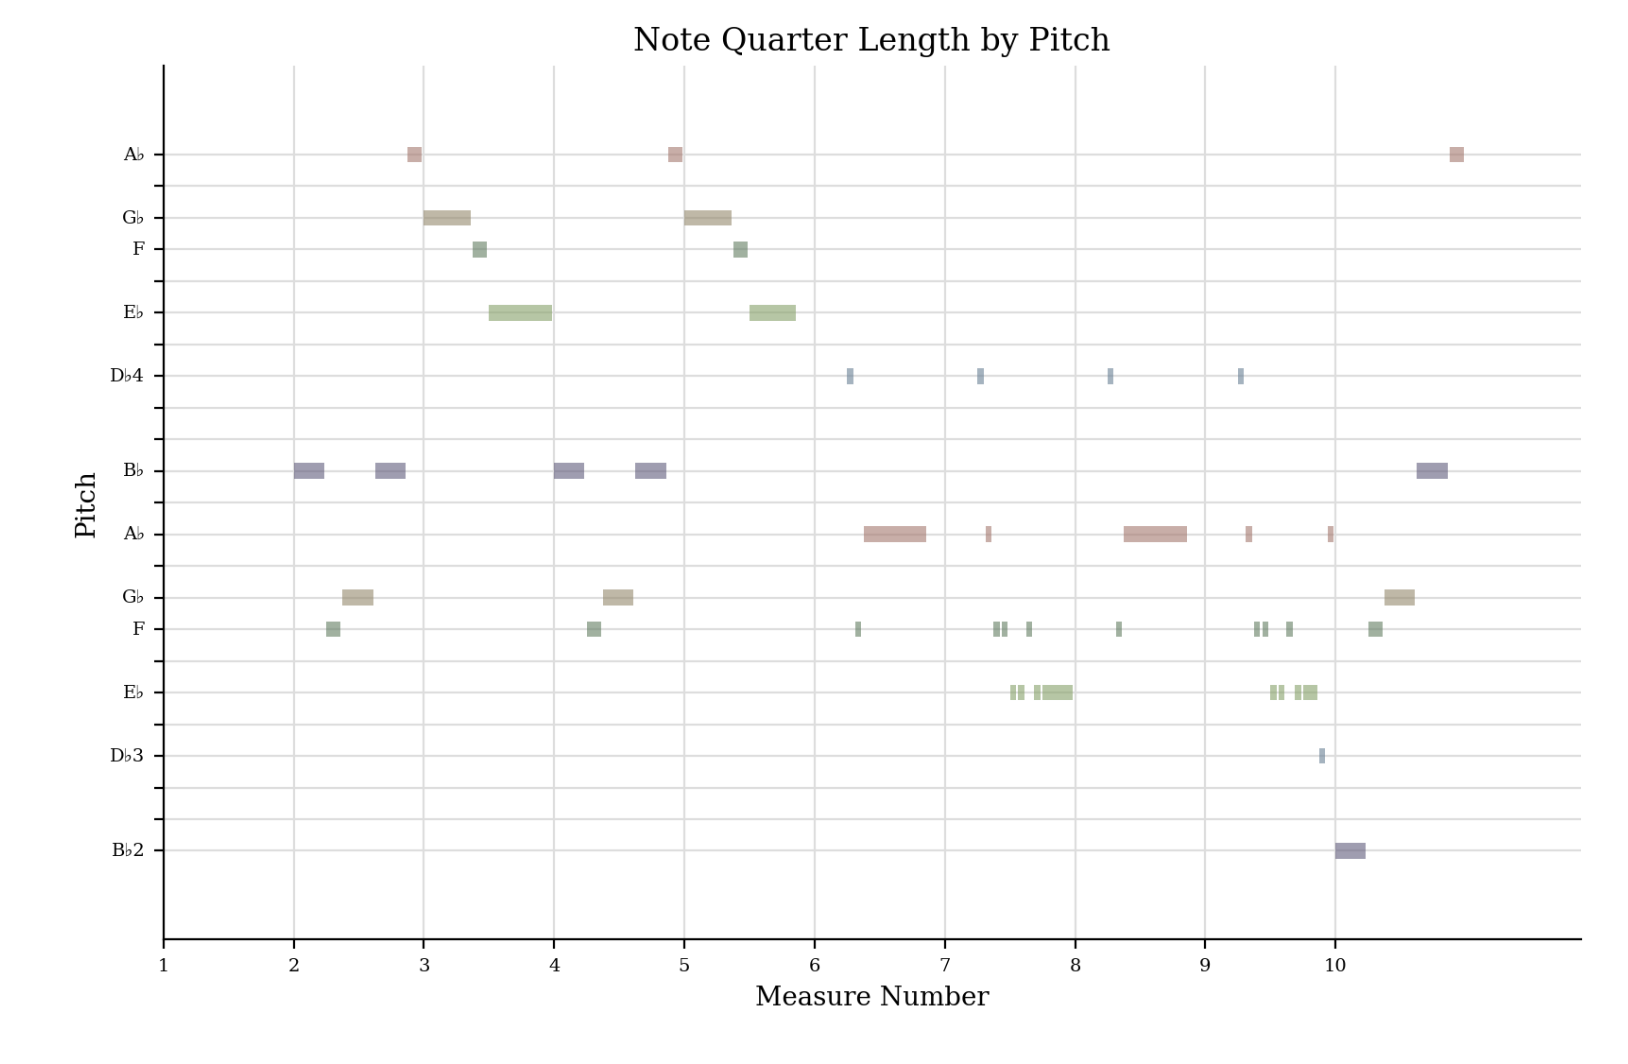 Note Quarter Length by Pitch
A♭
G♭
F
E♭
D♭4
B♭
A♭
G♭
F
E♭
D♭3
B♭2
Pitch
1 2 3 4 5 6 7 8 9 10
Measure Number